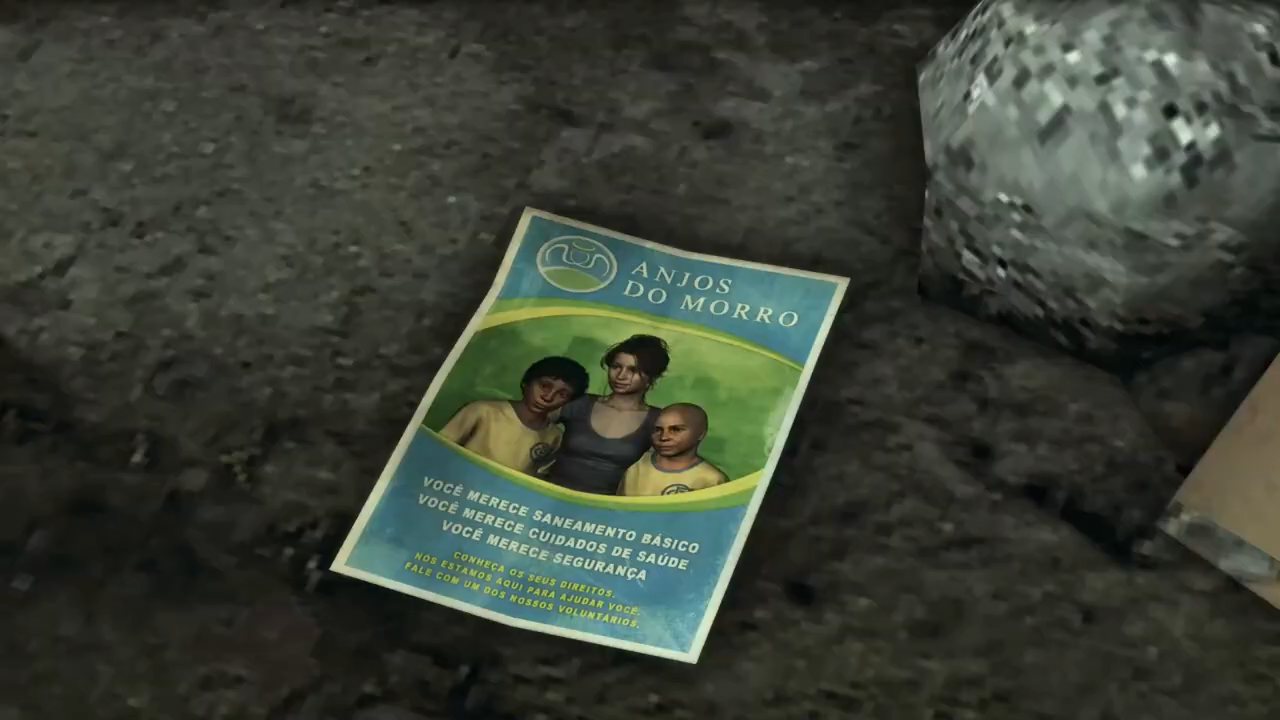 ANJOS
DO MORRO
VOCÊ MERECE SANEAMENTO BÁSICO
VOCÊ MERECE CUIDADOS DE SAÚDE
VOCÊ MERECE SEGURANÇA
CONHEÇA OS SEUS DIREITOS.
NÓS ESTAMOS AQUI PARA AJUDAR VOCÊ.
FALE COM UM DOS NOSSOS VOLUNTÁRIOS.